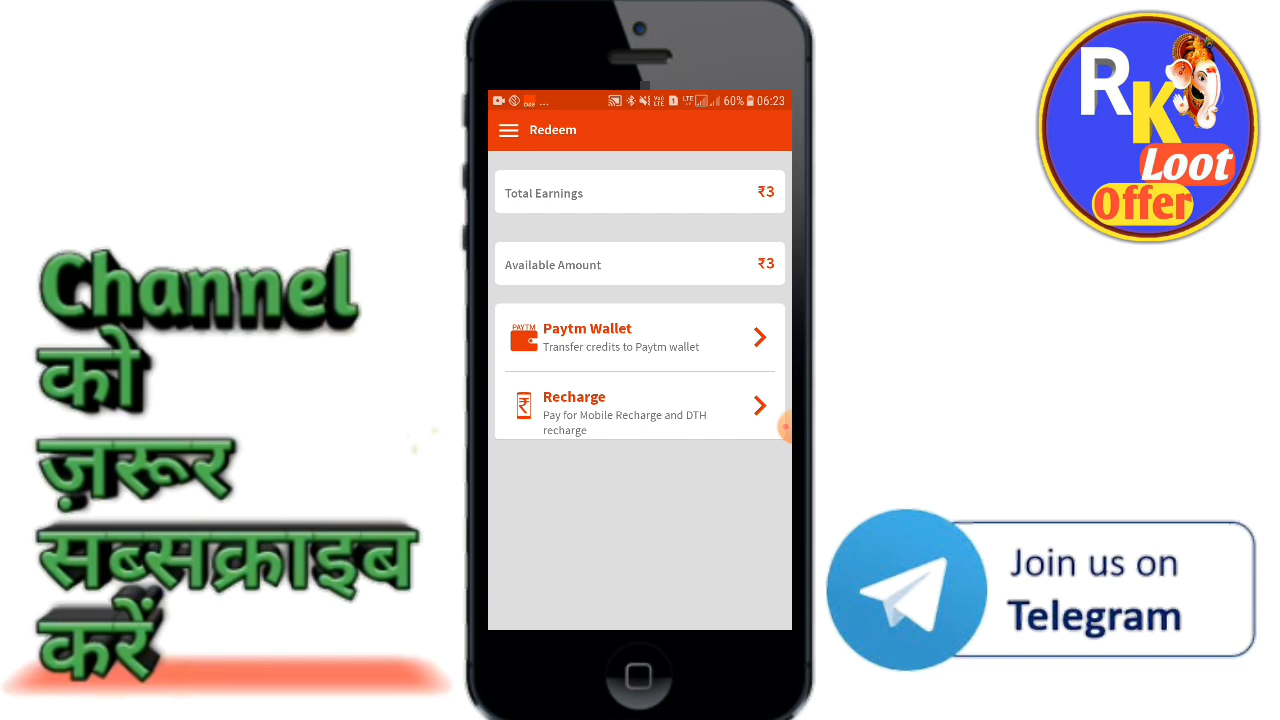 Channel
को
ज़रूर
सब्सक्राइब
करें
60% 06:23
Redeem
Total Earnings ₹3
Available Amount ₹3
PAYTM
Paytm Wallet
Transfer credits to Paytm wallet
Recharge
Pay for Mobile Recharge and DTH
recharge
RK
Loot
Offer
Join us on
Telegram